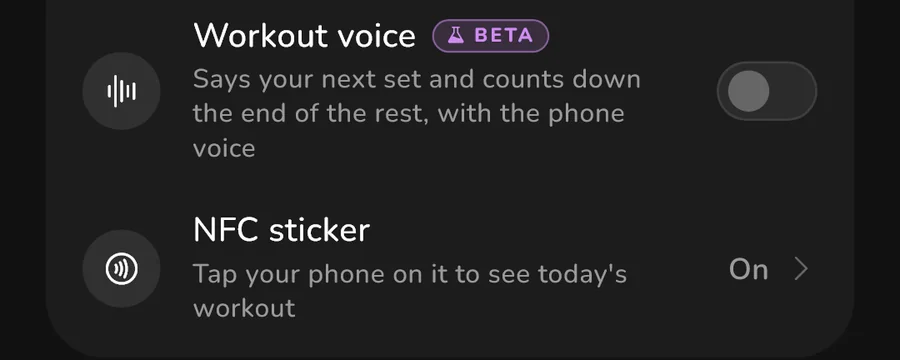 Workout voice BETA
Says your next set and counts down
the end of the rest, with the phone
voice
NFC sticker
Tap your phone on it to see today's
workout
On